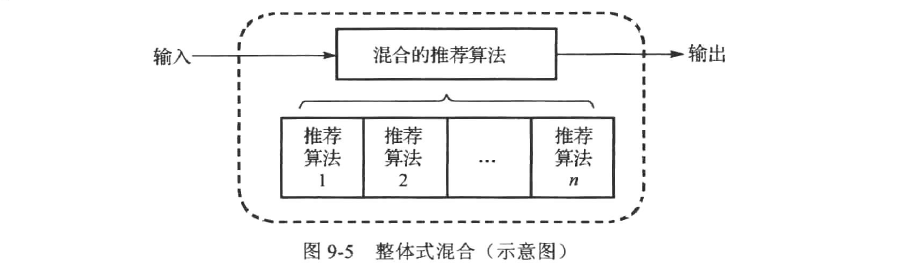 输入
混合的推荐算法
输出
推荐
算法
1
推荐
算法
2
...
推荐
算法
n
图 9-5 整体式混合（示意图）